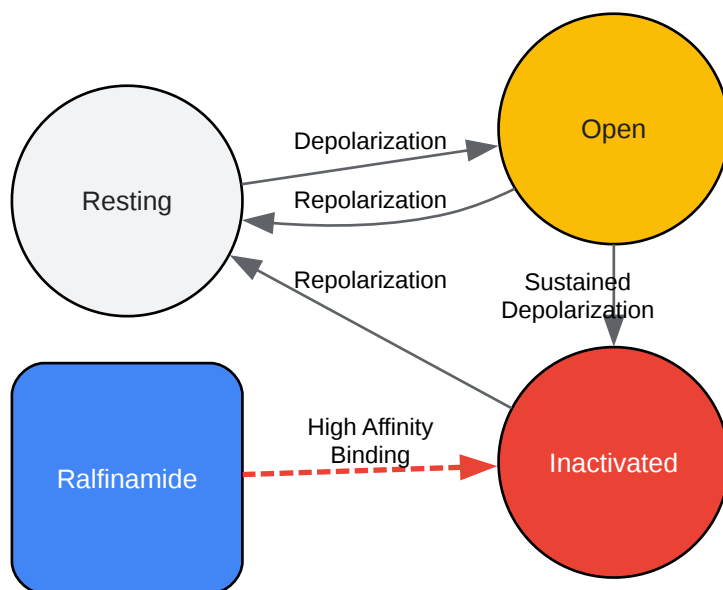 Open
Depolarization
Resting
Repolarization
Repolarization
Sustained
Depolarization
High Affinity
Binding
Ralfinamide
Inactivated